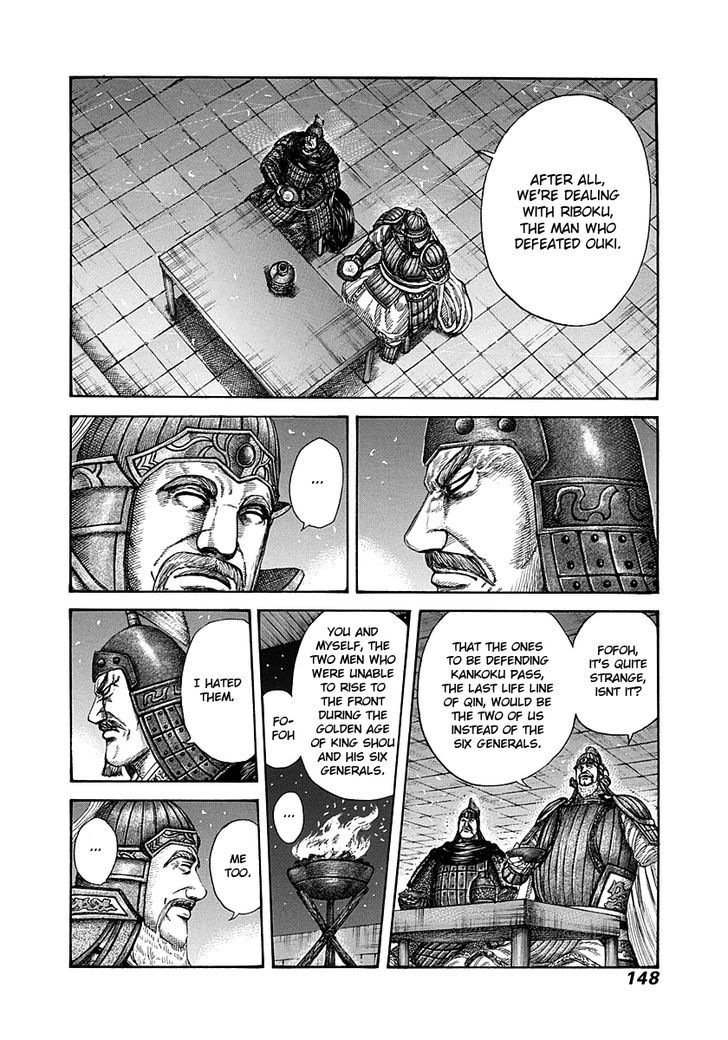 AFTER ALL,
WE'RE DEALING
WITH RIBOKU,
THE MAN WHO
DEFEATED OUKI.
...
FOFOH,
IT'S QUITE
STRANGE,
ISNT IT?
THAT THE ONES
TO BE DEFENDING
KANKOKU PASS,
THE LAST LIFE LINE
OF QIN, WOULD BE
THE TWO OF US
INSTEAD OF THE
SIX GENERALS.
YOU AND
MYSELF, THE
TWO MEN WHO
WERE UNABLE
TO RISE TO
THE FRONT
DURING THE
GOLDEN AGE
OF KING SHOU
AND HIS SIX
GENERALS.
FO-
FOH
...
I HATED
THEM.
ME
TOO.
...
148